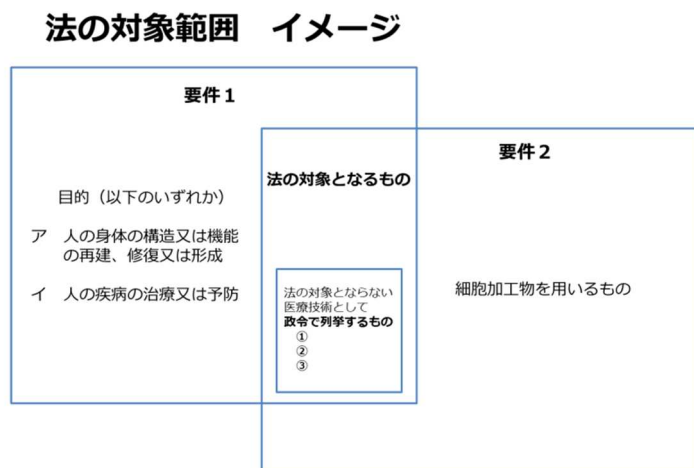 法の対象範囲　イメージ
要件１
要件２
法の対象となるもの
目的（以下のいずれか）
ア　人の身体の構造又は機能
の再建、修復又は形成
イ　人の疾病の治療又は予防
法の対象とならない
医療技術として
政令で列挙するもの
①
②
③
細胞加工物を用いるもの